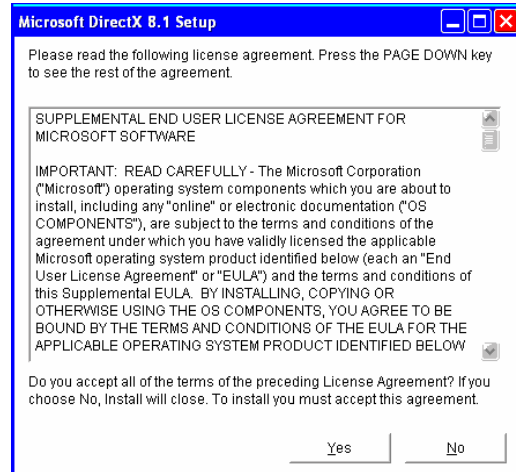 Microsoft DirectX 8.1 Setup
Please read the following license agreement. Press the PAGE DOWN key
to see the rest of the agreement.
SUPPLEMENTAL END USER LICENSE AGREEMENT FOR
MICROSOFT SOFTWARE
IMPORTANT: READ CAREFULLY - The Microsoft Corporation
("Microsoft") operating system components which you are about to
install, including any "online" or electronic documentation ("OS
COMPONENTS"), are subject to the terms and conditions of the
agreement under which you have validly licensed the applicable
Microsoft operating system product identified below (each an "End
User License Agreement" or "EULA") and the terms and conditions of
this Supplemental EULA. BY INSTALLING, COPYING OR
OTHERWISE USING THE OS COMPONENTS, YOU AGREE TO BE
BOUND BY THE TERMS AND CONDITIONS OF THE EULA FOR THE
APPLICABLE OPERATING SYSTEM PRODUCT IDENTIFIED BELOW
Do you accept all of the terms of the preceding License Agreement? If you
choose No, Install will close. To install you must accept this agreement.
Yes No